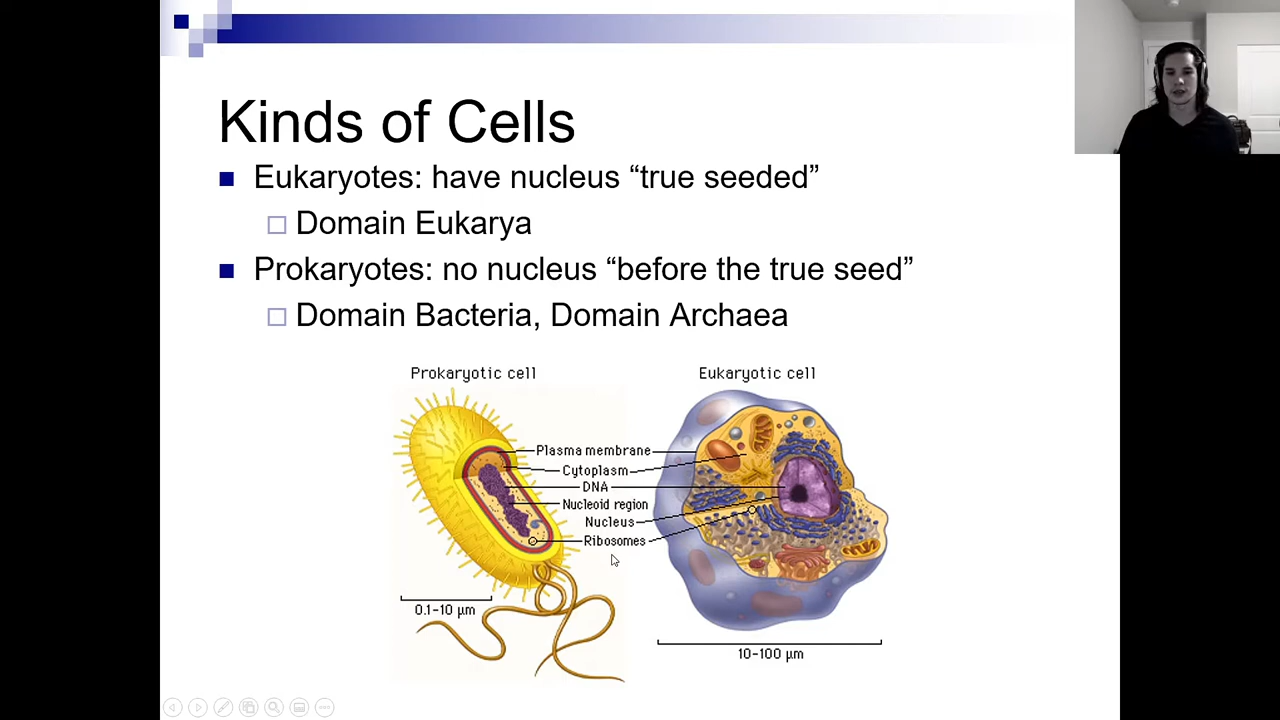 Kinds of Cells
Eukaryotes: have nucleus “true seeded”
Domain Eukarya
Prokaryotes: no nucleus “before the true seed”
Domain Bacteria, Domain Archaea
Prokaryotic cell
Eukaryotic cell
Plasma membrane
Cytoplasm
DNA
Nucleoid region
Nucleus
Ribosomes
0.1-10 µm
10-100 µm